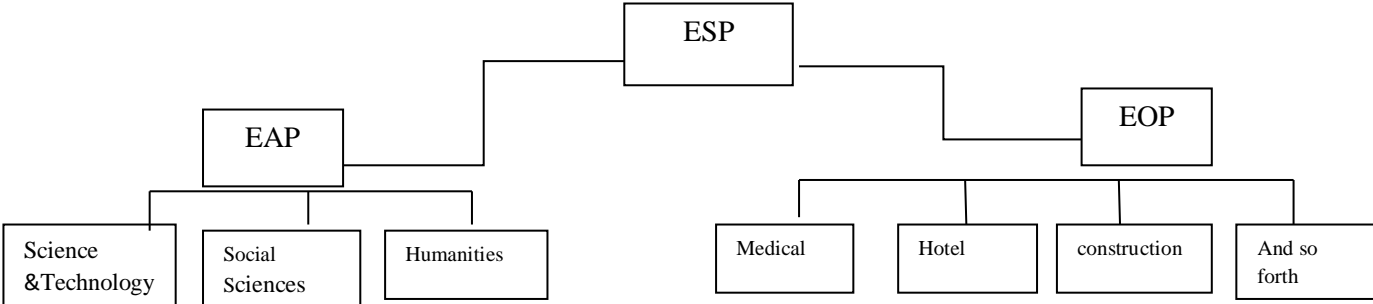 ESP
EAP
EOP
Science
&Technology
Social
Sciences
Humanities
Medical
Hotel
construction
And so
forth